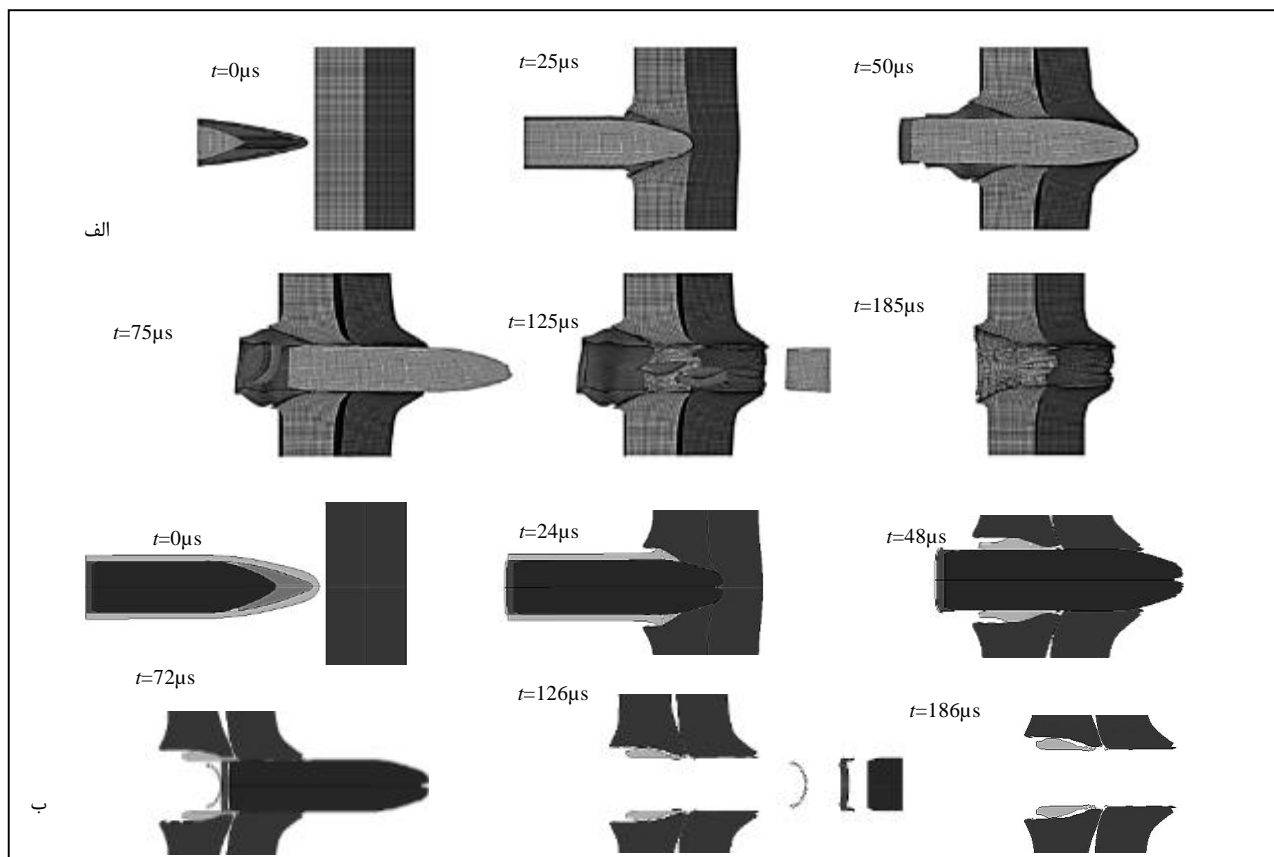 t=0µs
t=25µs
t=50µs
الف
t=75µs
t=125µs
t=185µs
t=0µs
t=24µs
t=48µs
t=72µs
t=126µs
t=186µs
ب